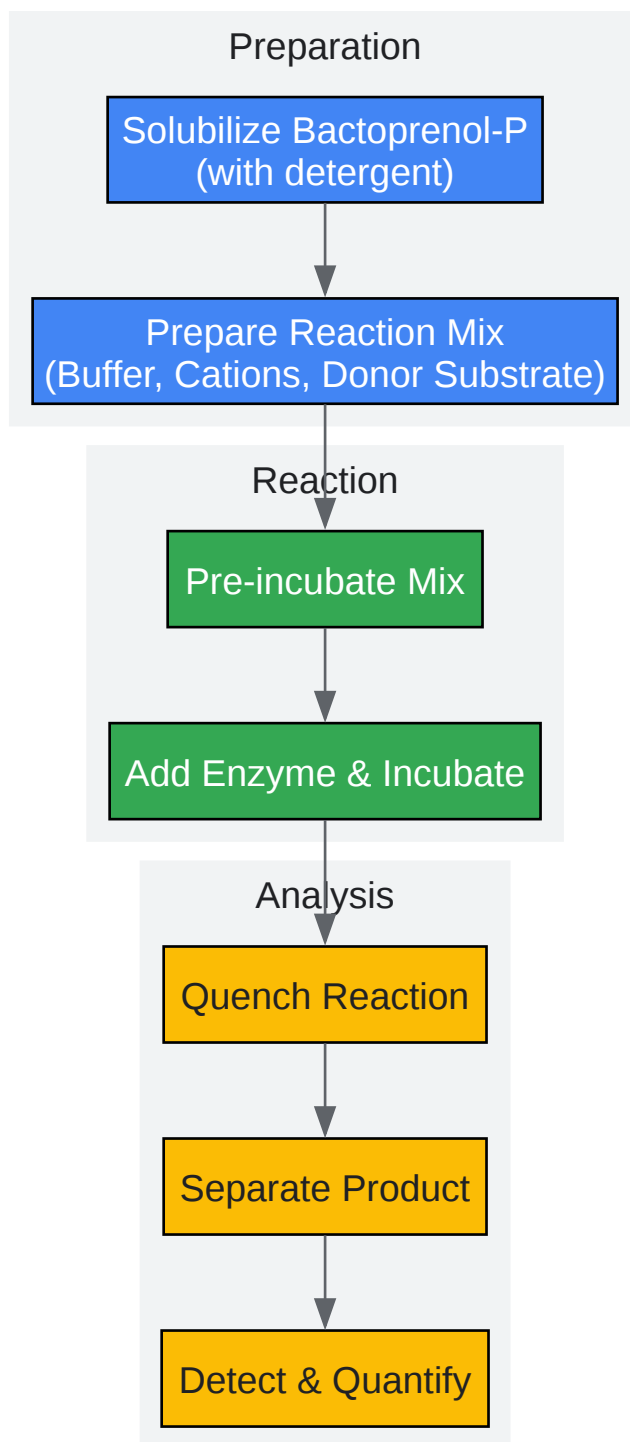 Preparation
Solubilize Bactoprenol-P
(with detergent)
Prepare Reaction Mix
(Buffer, Cations, Donor Substrate)
Reaction
Pre-incubate Mix
Add Enzyme & Incubate
Analysis
Quench Reaction
Separate Product
Detect & Quantify